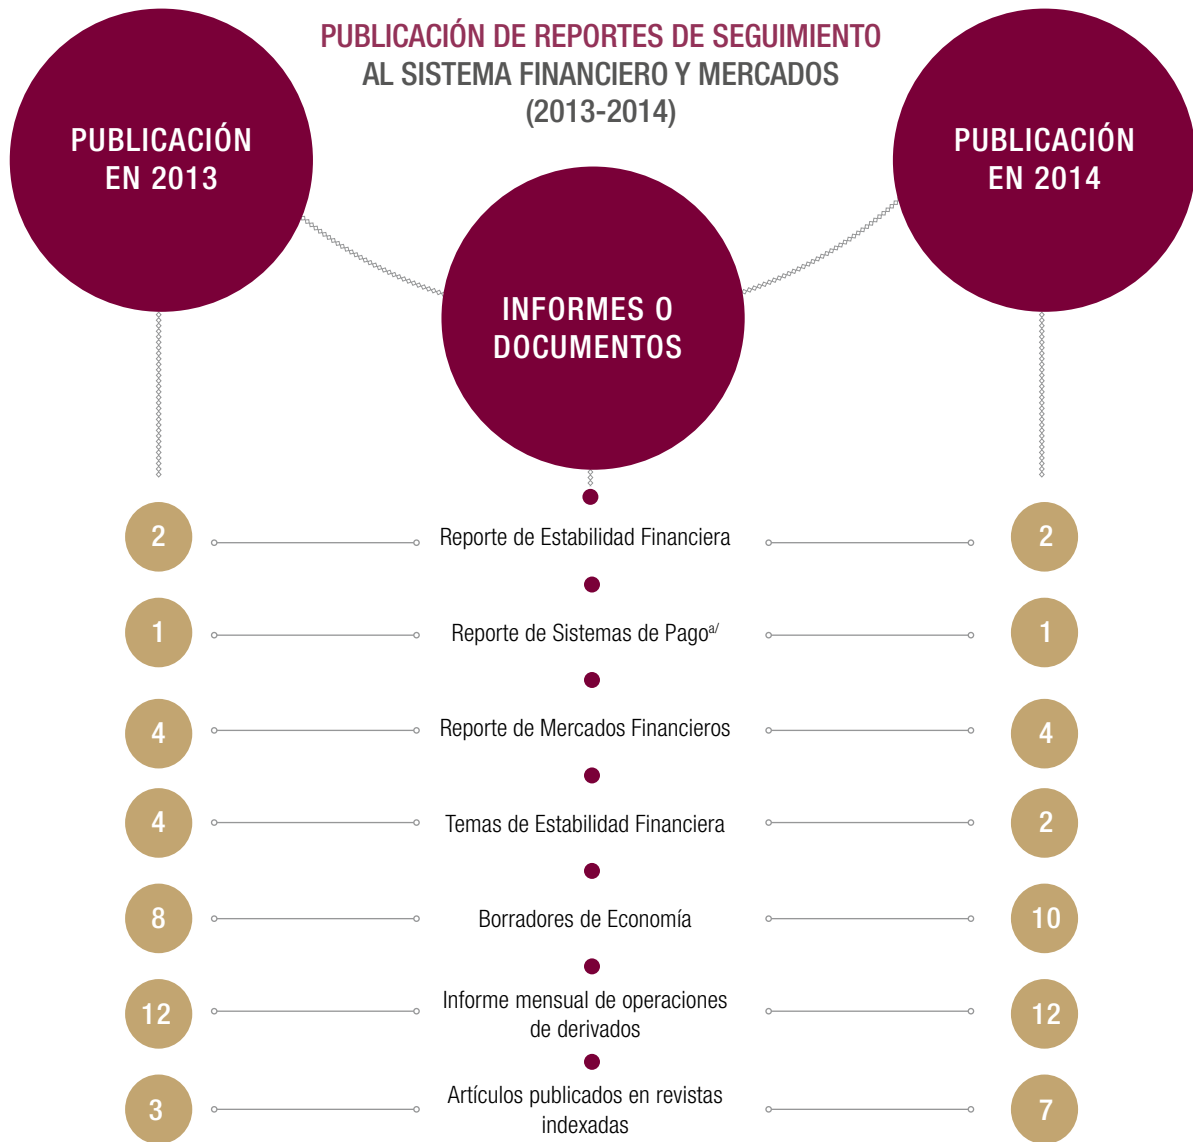 PUBLICACIÓN DE REPORTES DE SEGUIMIENTO
AL SISTEMA FINANCIERO Y MERCADOS
(2013-2014)
PUBLICACIÓN
EN 2013
INFORMES O
DOCUMENTOS
PUBLICACIÓN
EN 2014
2 Reporte de Estabilidad Financiera 2
1 Reporte de Sistemas de Pago a/ 1
4 Reporte de Mercados Financieros 4
4 Temas de Estabilidad Financiera 2
8 Borradores de Economía 10
12 Informe mensual de operaciones
de derivados 12
3 Artículos publicados en revistas
indexadas 7